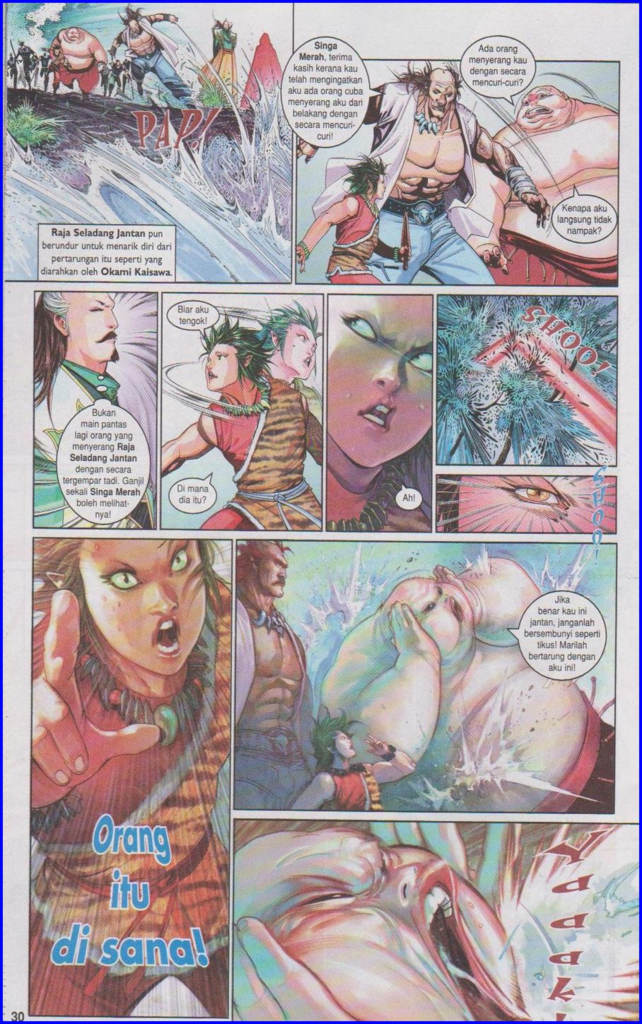 PAP!
Raja Seladang Jantan pun
berundur untuk menarik diri dari
pertarungan itu seperti yang
diarahkan oleh Okami Kaisawa.
Singa
Merah, terima
kasih kerana kau
telah mengingatkan
aku ada orang cuba
menyerang aku dari
belakang dengan
secara mencuri-
curi!
Ada orang
menyerang kau
dengan secara
mencuri-curi?
Kenapa aku
langsung tidak
nampak?
Bukan
main pantas
lagi orang yang
menyerang Raja
Seladang Jantan
dengan secara
tergempar tadi. Ganjil
sekali Singa Merah
boleh melihat-
nya!
Biar aku
tengok!
Di mana
dia itu?
Ah!
SHOO!
SHOO!
Orang
itu
di sana!
Jika
benar kau ini
jantan, janganlah
bersembunyi seperti
tikus! Marilah
bertarung dengan
aku ini!
Yaaak!
30